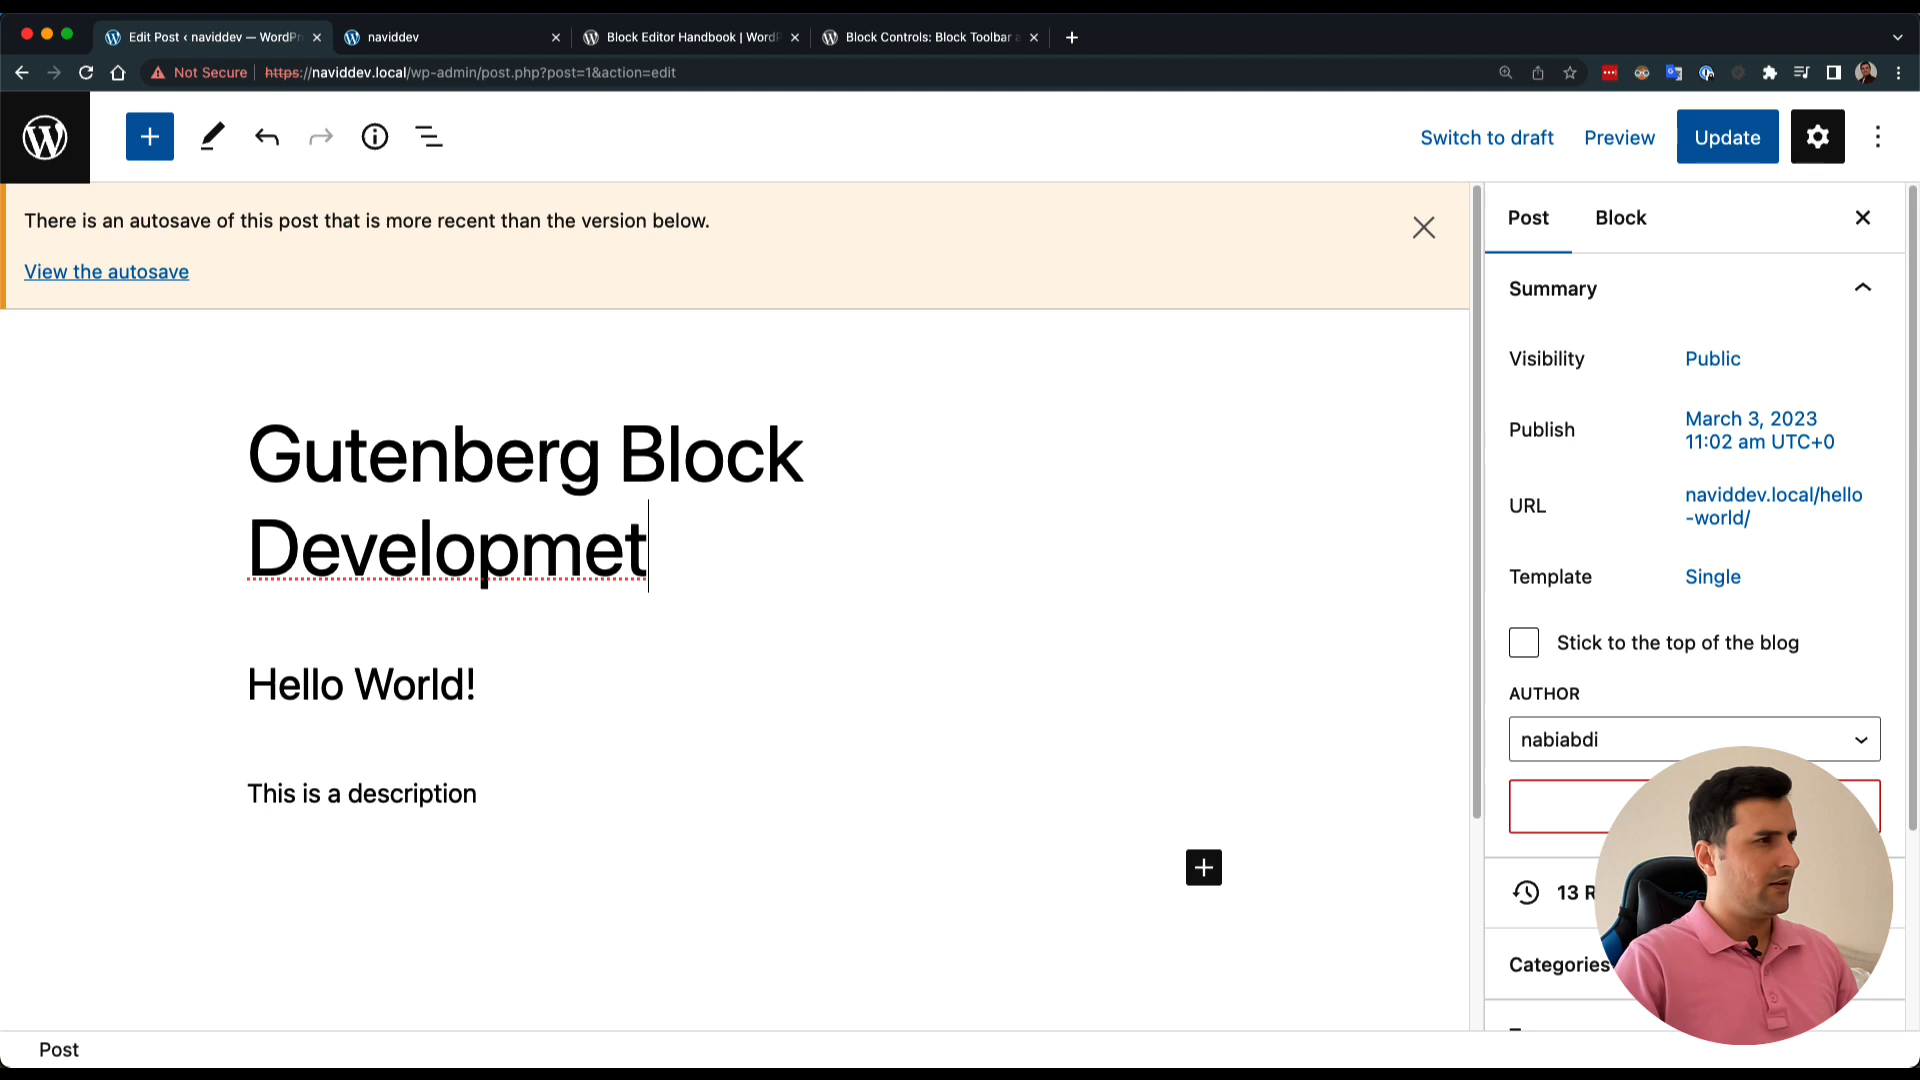 Edit Post ‹ naviddev — WordPr
naviddev
Block Editor Handbook | WordP
Block Controls: Block Toolbar a
Not Secure
https://naviddev.local/wp-admin/post.php?post=1&action=edit
Switch to draft
Preview
Update
There is an autosave of this post that is more recent than the version below.
View the autosave
Gutenberg Block
Developmet
Hello World!
This is a description
Post
Block
Summary
Visibility
Public
Publish
March 3, 2023
11:02 am UTC+0
URL
naviddev.local/hello
-world/
Template
Single
Stick to the top of the blog
AUTHOR
nabiabdi
13 R
Categories
Post